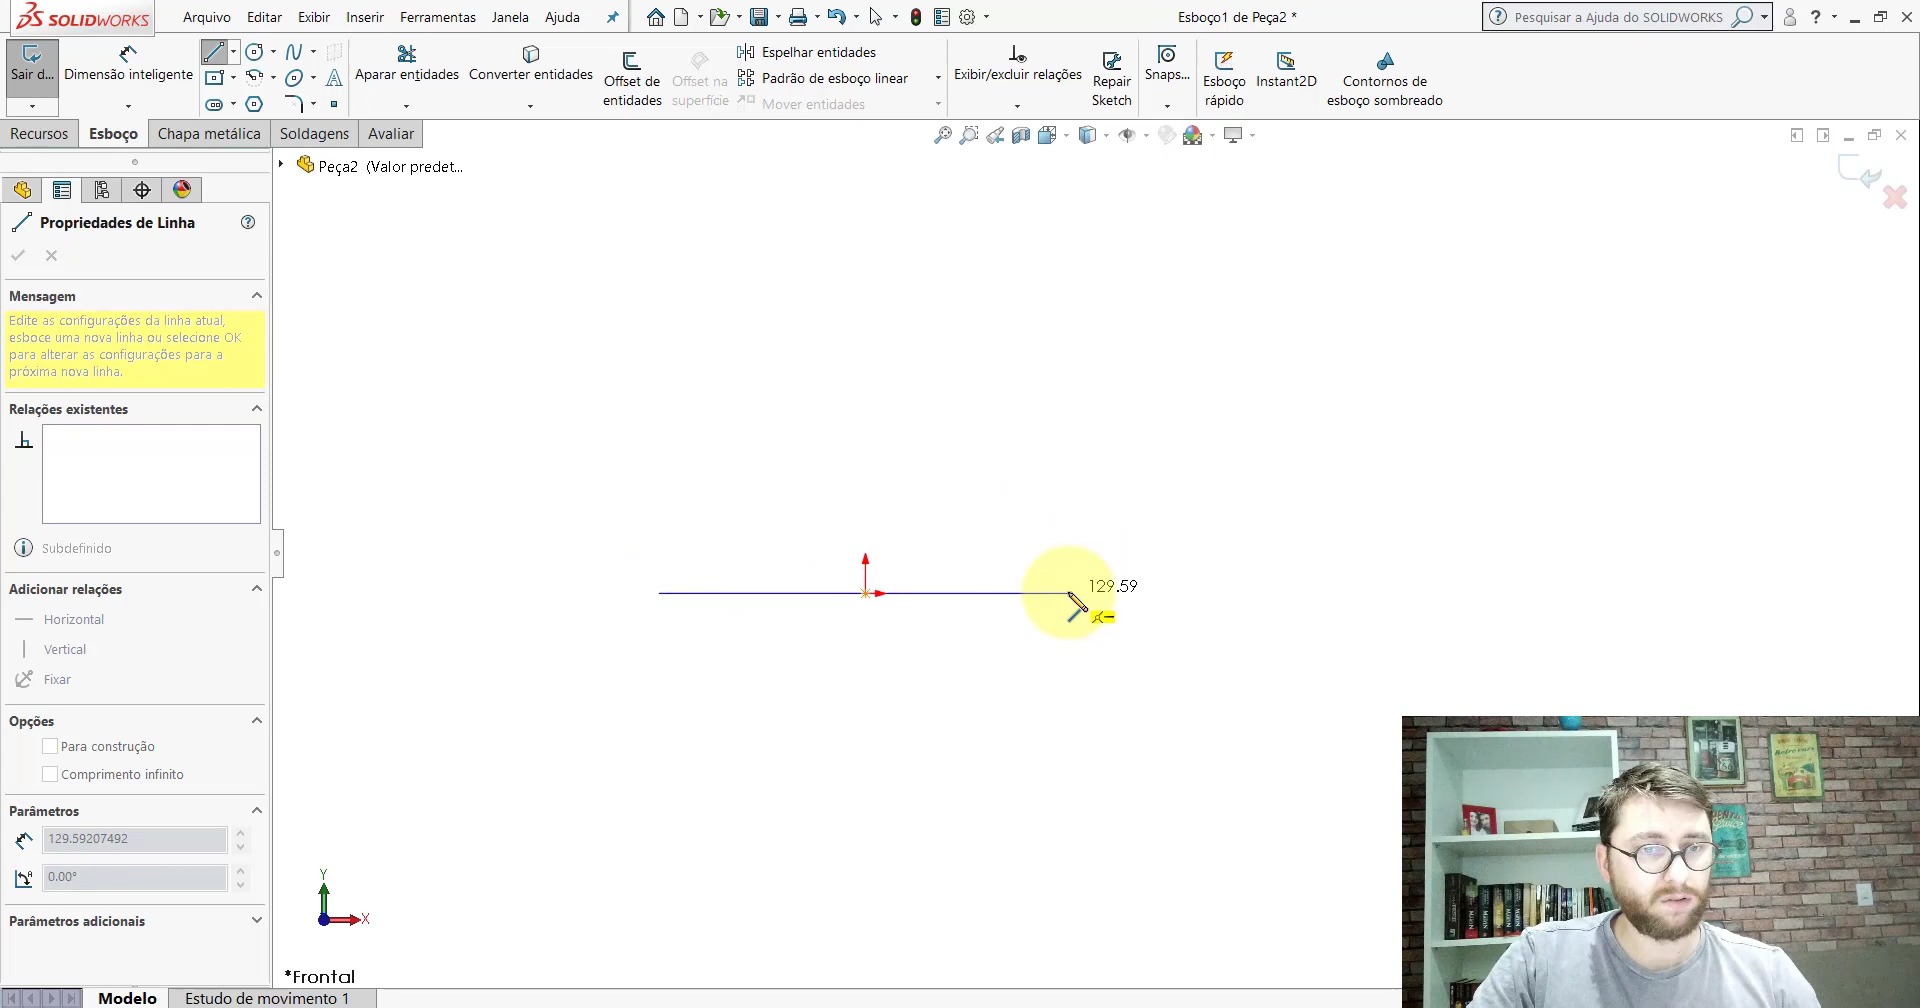 SOLIDWORKS
Arquivo Editar Exibir Inserir Ferramentas Janela Ajuda
Esboço1 de Peça2 *
Pesquisar a Ajuda do SOLIDWORKS
Sair d...
Dimensão inteligente
Aparar entidades
Converter entidades
Offset de
entidades
Offset na
superfície
Espelhar entidades
Padrão de esboço linear
Mover entidades
Exibir/excluir relações
Repair
Sketch
Snaps...
Esboço
rápido
Instant2D
Contornos de
esboço sombreado
Recursos Esboço Chapa metálica Soldagens Avaliar
Peça2 (Valor predet...
Propriedades de Linha
Mensagem
Edite as configurações da linha atual,
esboce uma nova linha ou selecione OK
para alterar as configurações para a
próxima nova linha.
Relações existentes
Subdefinido
Adicionar relações
Horizontal
Vertical
Fixar
Opções
Para construção
Comprimento infinito
Parâmetros
129.59207492
0.00°
Parâmetros adicionais
129.59
Y
X
*Frontal
Modelo Estudo de movimento 1